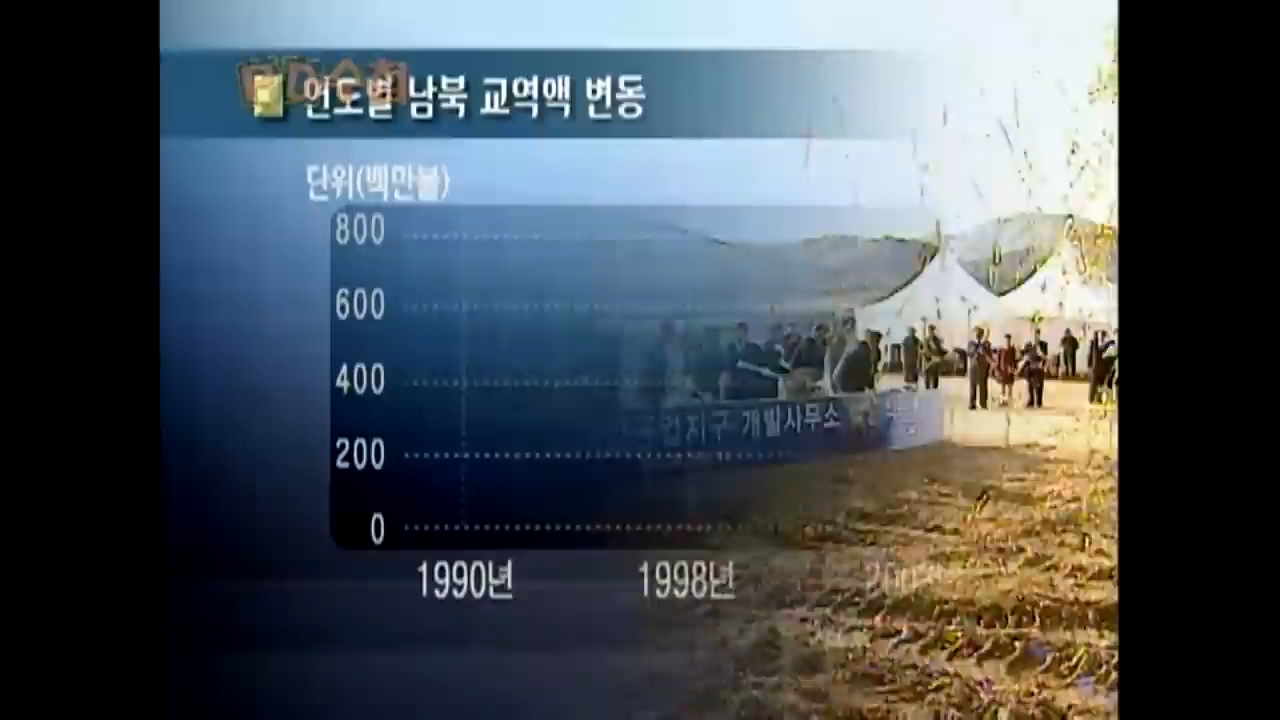 연도별 남북 교역액 변동
단위(백만불)
800
600
400
200
0
업지구 개발사무소
1990년
1998년